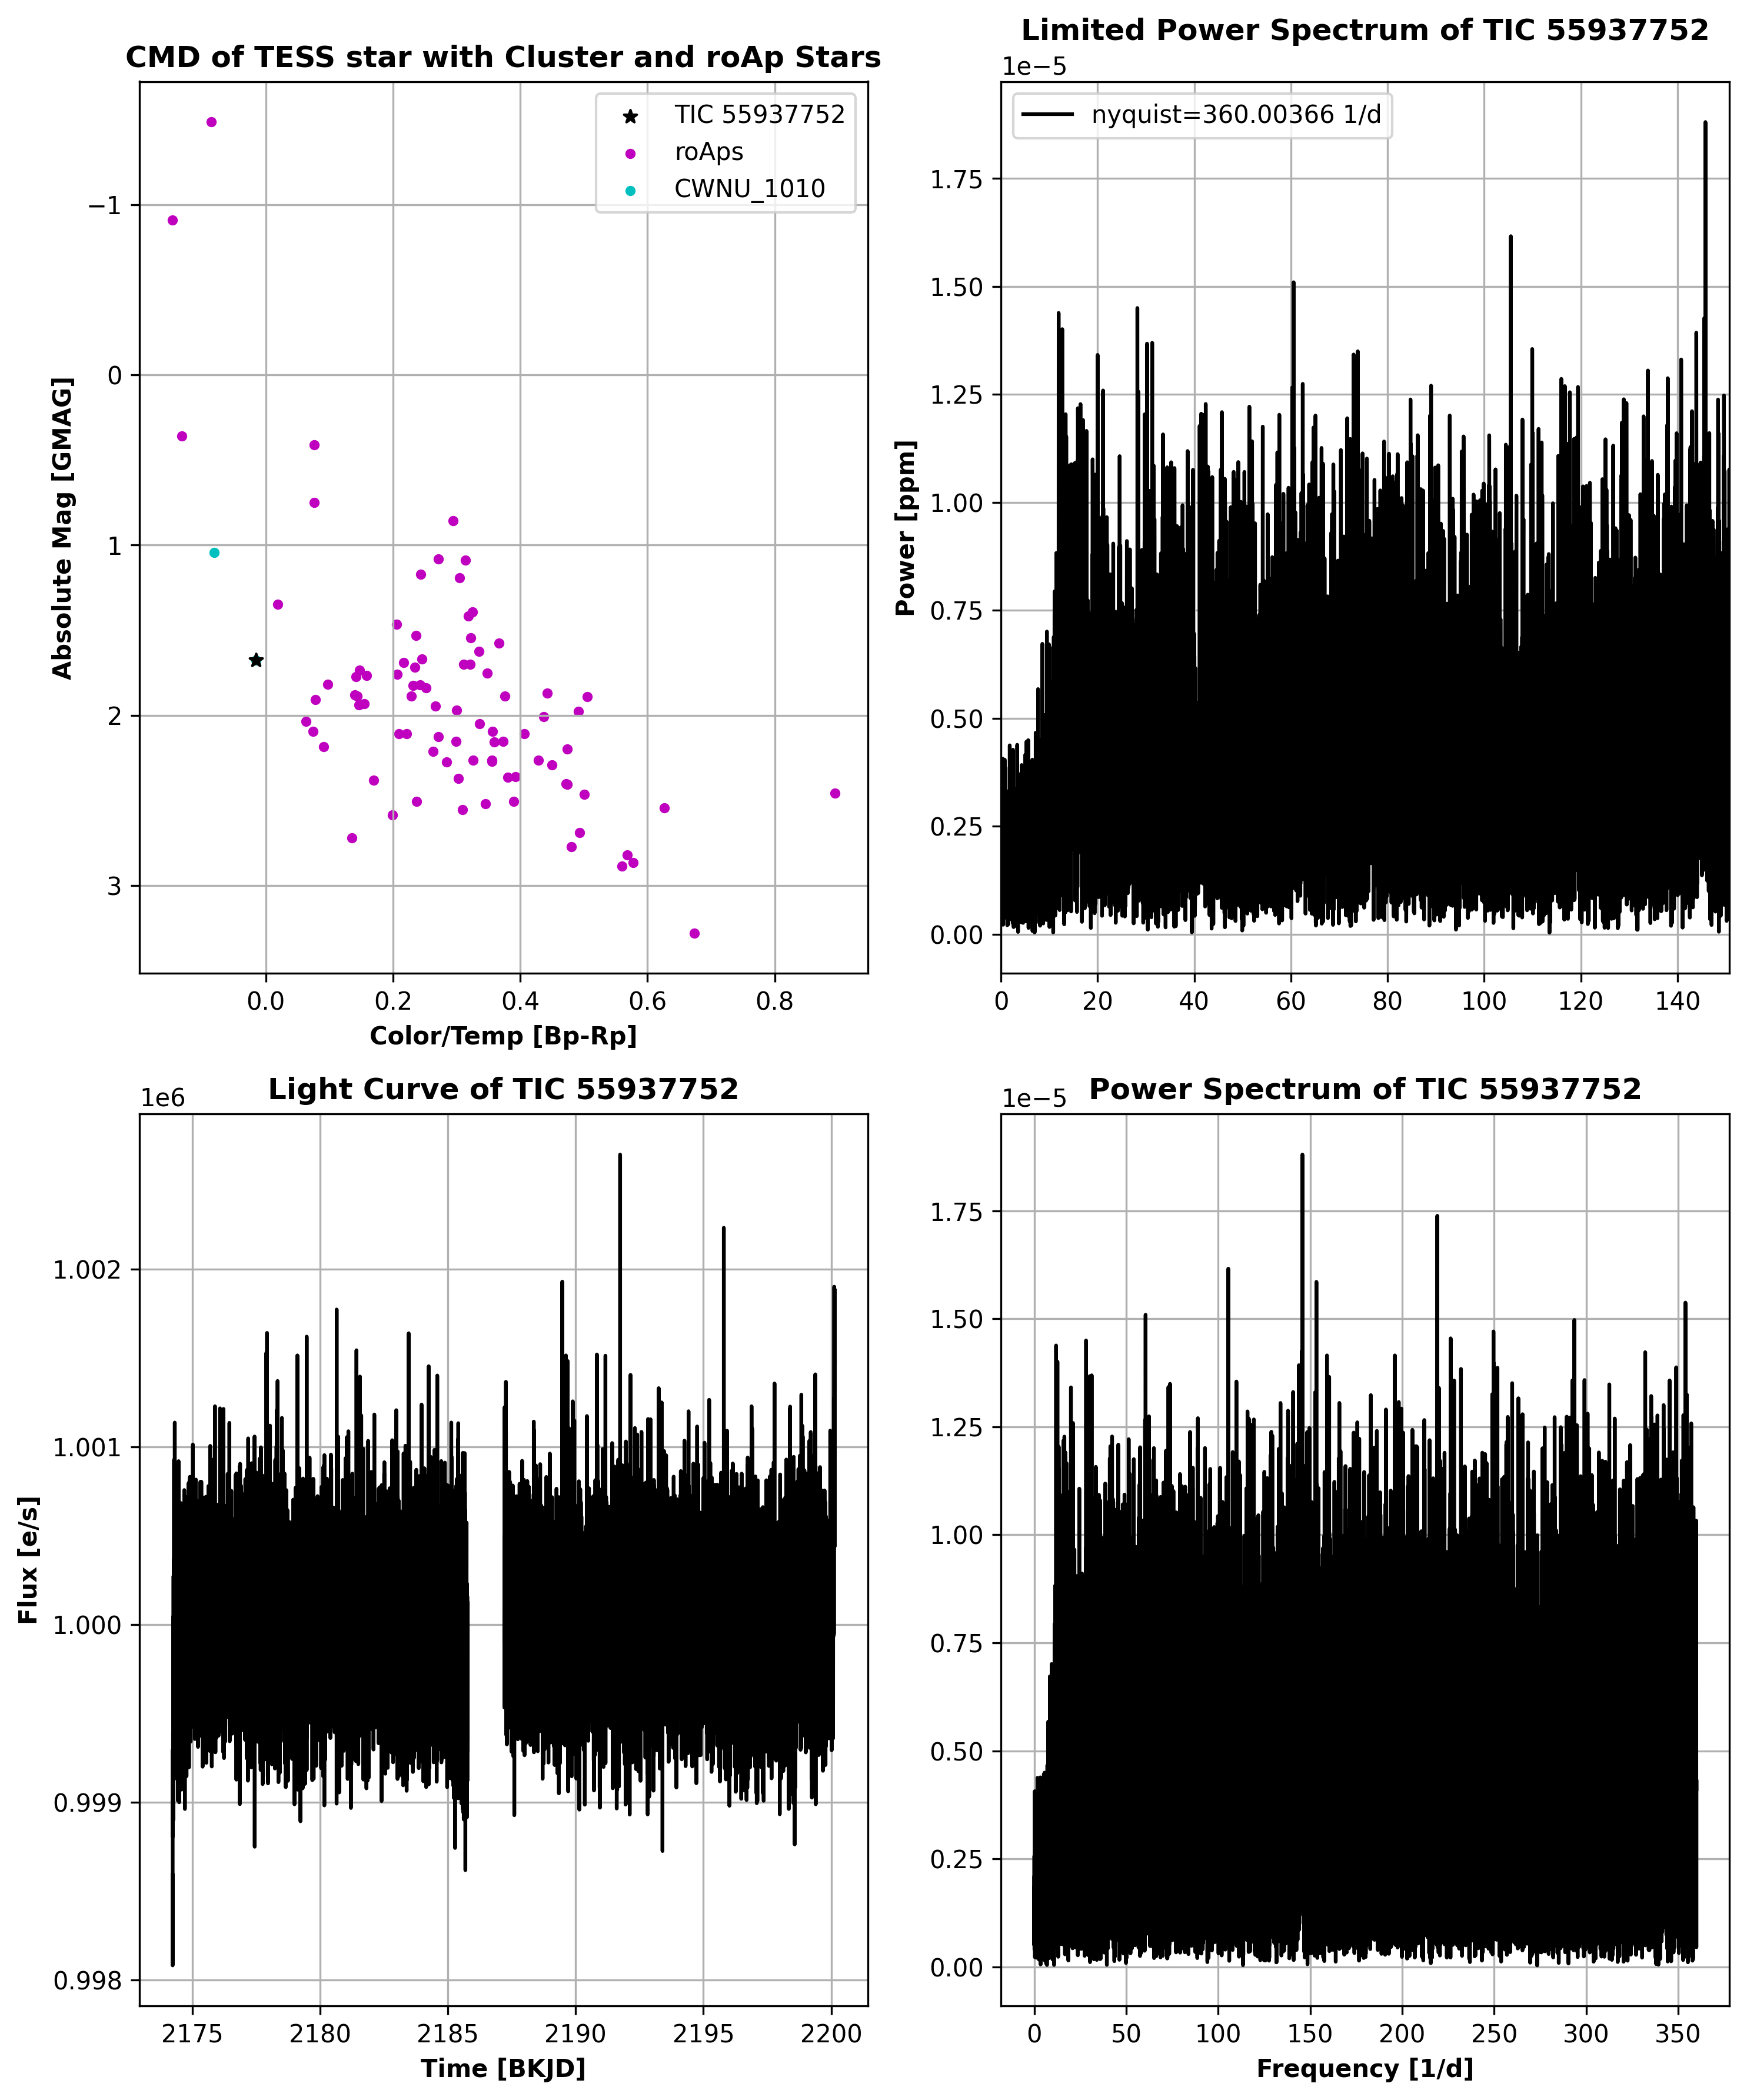 CMD of TESS star with Cluster and roAp Stars
TIC 55937752
roAps
CWNU_1010
−1
0
1
2
3
Absolute Mag [GMAG]
0.0 0.2 0.4 0.6 0.8
Color/Temp [Bp-Rp]
Limited Power Spectrum of TIC 55937752
1e−5
nyquist=360.00366 1/d
1.75
1.50
1.25
1.00
0.75
0.50
0.25
0.00
Power [ppm]
0 20 40 60 80 100 120 140
Light Curve of TIC 55937752
1e6
1.002
1.001
1.000
0.999
0.998
Flux [e/s]
2175 2180 2185 2190 2195 2200
Time [BKJD]
Power Spectrum of TIC 55937752
1e−5
1.75
1.50
1.25
1.00
0.75
0.50
0.25
0.00
0 50 100 150 200 250 300 350
Frequency [1/d]